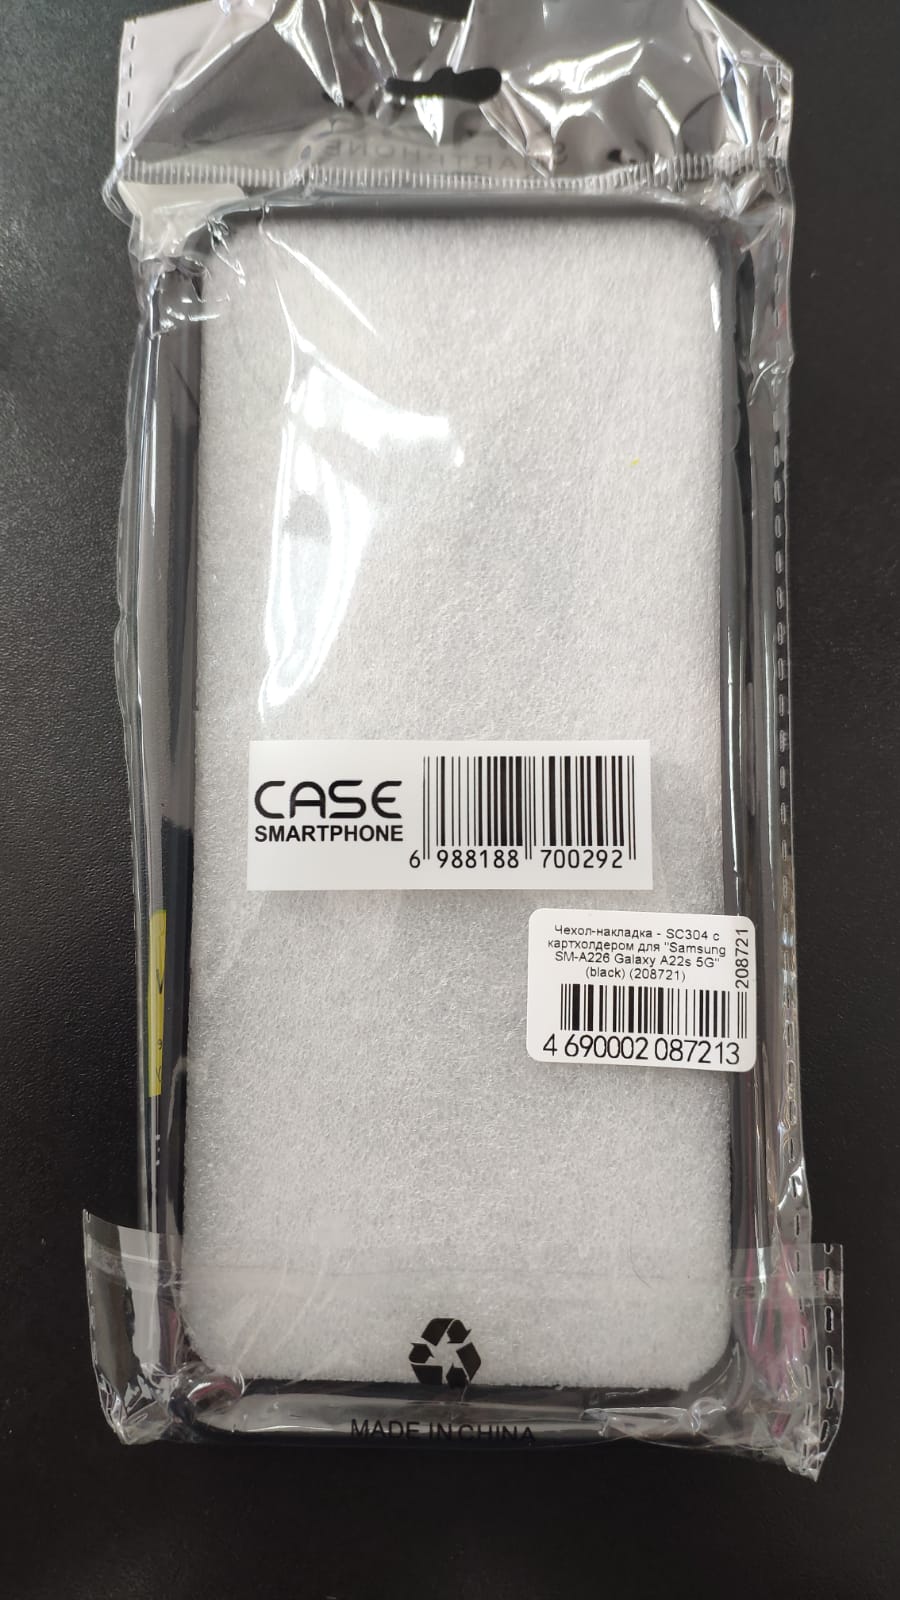 SMARTPHONE
CASE
SMARTPHONE
6 988188 700292
Чехол-накладка - SC304 с
картхолдером для "Samsung
SM-A226 Galaxy A22s 5G"
(black) (208721)
208721
4 690002 087213
MADE IN CHINA